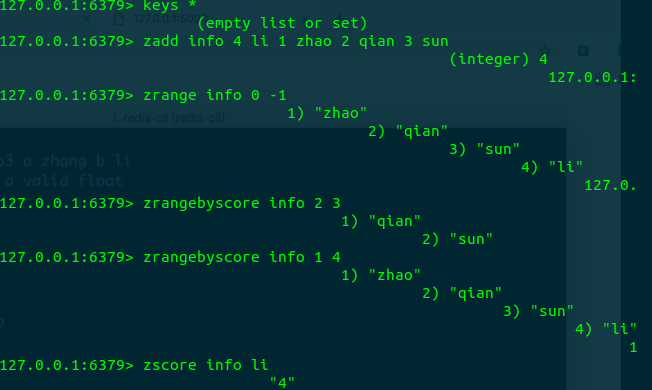 127.0.0.1:6379> keys *
(empty list or set)
127.0.0.1:6379> zadd info 4 li 1 zhao 2 qian 3 sun
(integer) 4
127.0.0.1:
127.0.0.1:6379> zrange info 0 -1
1) "zhao"
1. redis-cli (redis-cli)
2) "qian"
3) "sun"
o3 a zhang b li
4) "li"
a valid float
127.0.
127.0.0.1:6379> zrangebyscore info 2 3
1) "qian"
2) "sun"
127.0.0.1:6379> zrangebyscore info 1 4
1) "zhao"
2) "qian"
3) "sun"
4) "li"
1
127.0.0.1:6379> zscore info li
"4"